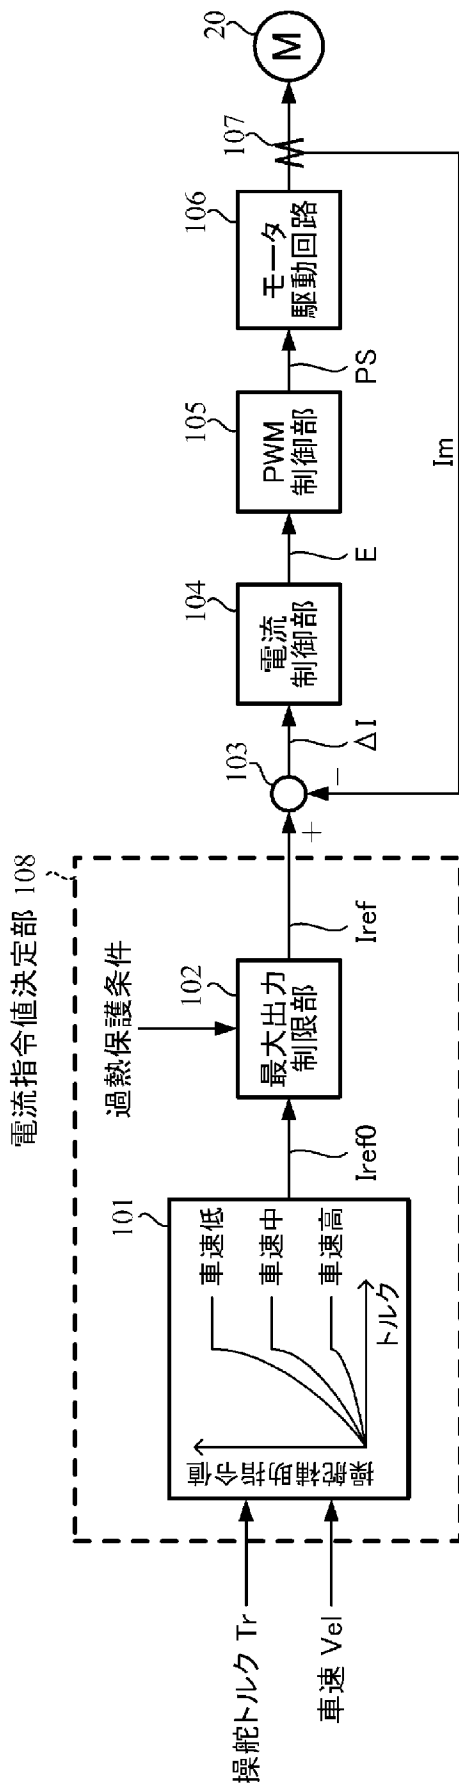 電流指令値決定部 108
過熱保護条件
操舵トルク Tr
車速 Vel
101
操舵補助指令値
車速低
車速中
車速高
トルク
Iref0
102
最大出力
制限部
Iref
+
-
103
ΔI
104
電流
制御部
E
105
PWM
制御部
PS
106
モータ
駆動回路
107
Im
20
M